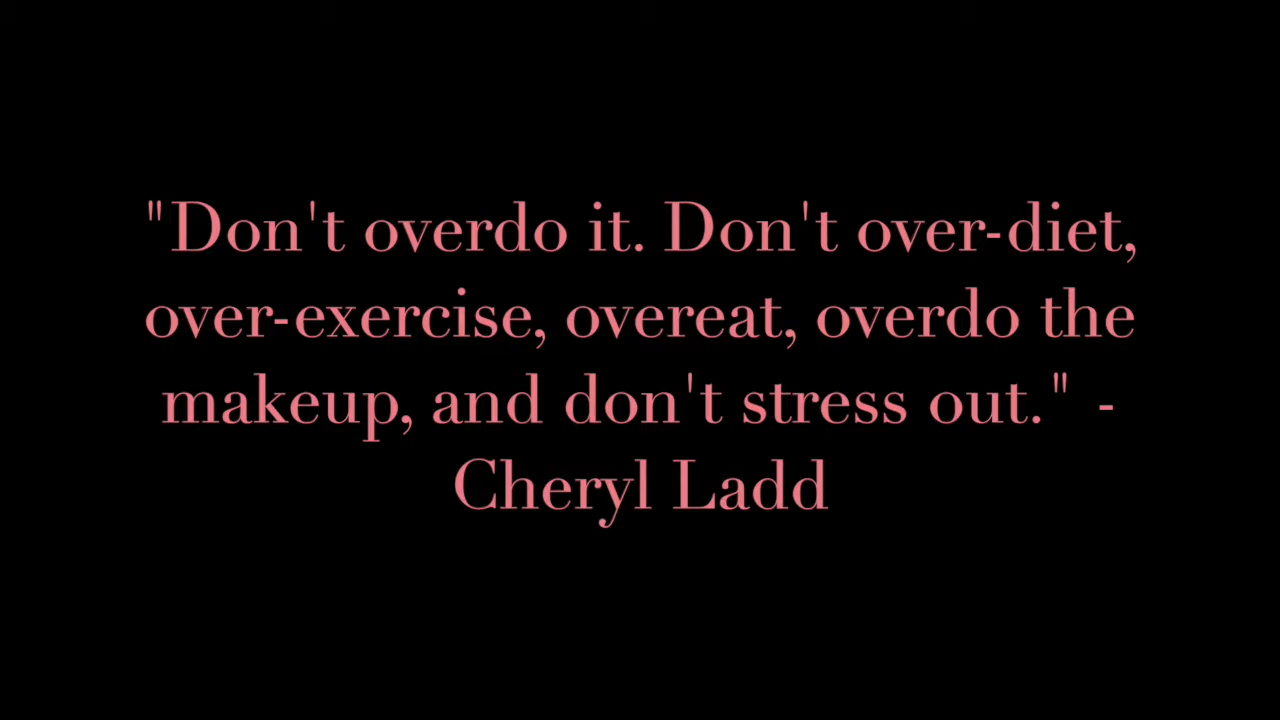 "Don't overdo it. Don't over-diet,
over-exercise, overeat, overdo the
makeup, and don't stress out." -
Cheryl Ladd